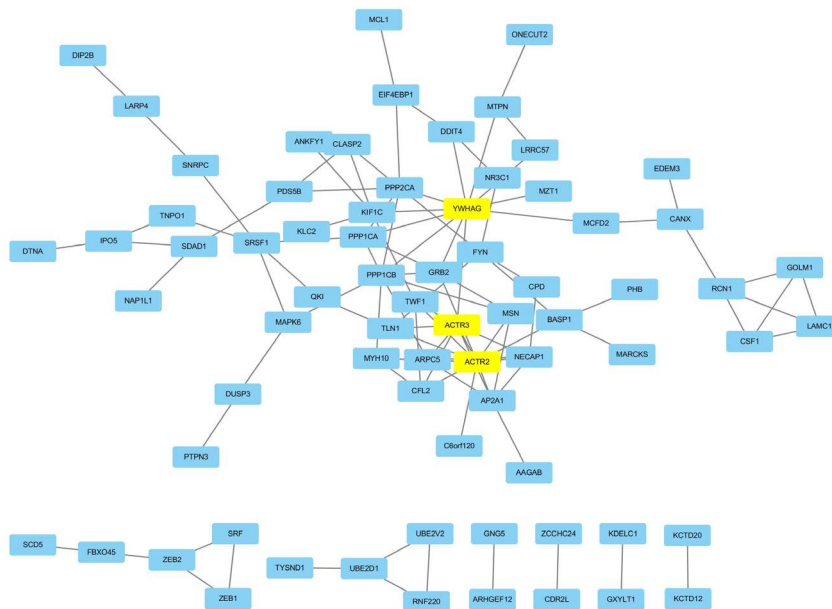 MCL1
ONECUT2
DIP2B
EIF4EBP1
LARP4
MTPN
DDIT4
ANKFY1
CLASP2
LRRC57
SNRPC
EDEM3
NR3C1
PDS5B
PPP2CA
MZT1
YWHAG
KIF1C
TNPO1
MCFD2
CANX
KLC2
PPP1CA
DTNA
IPO5
SDAD1
SRSF1
FYN
GOLM1
PPP1CB
GRB2
CPD
PHB
RCN1
NAP1L1
QKI
TWF1
MSN
MAPK6
TLN1
ACTR3
BASP1
LAMC1
CSF1
MYH10
ARPC5
ACTR2
NECAP1
MARCKS
DUSP3
CFL2
AP2A1
C6orf120
PTPN3
AAGAB
SRF
UBE2V2
GNG5
ZCCHC24
KDELC1
KCTD20
SCD5
FBXO45
ZEB2
TYSND1
UBE2D1
ZEB1
RNF220
ARHGEF12
CDR2L
GXYLT1
KCTD12